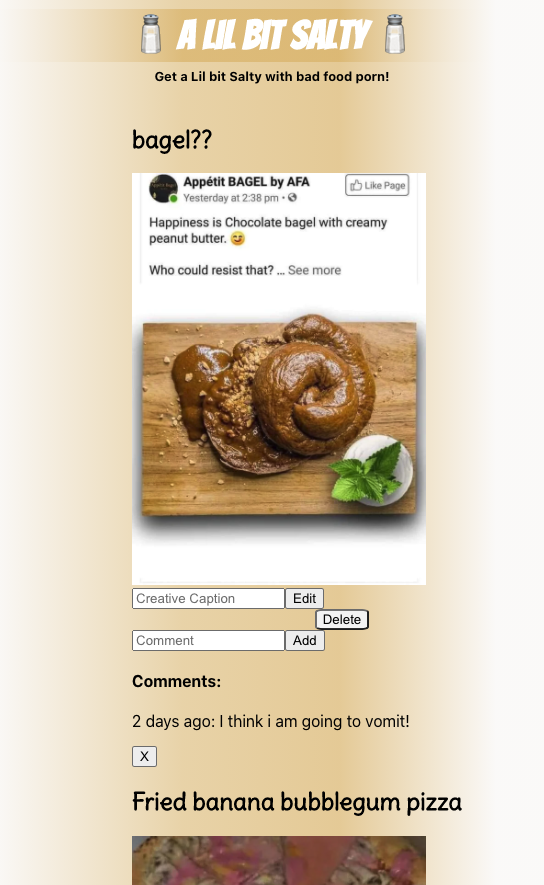 A LIL BIT SALTY
Get a Lil bit Salty with bad food porn!
bagel??
Appétit BAGEL by AFA
Like Page
Yesterday at 2:38 pm •
Happiness is Chocolate bagel with creamy
peanut butter. 😋
Who could resist that? ... See more
Creative Caption
Edit
Delete
Comment
Add
Comments:
2 days ago: I think i am going to vomit!
X
Fried banana bubblegum pizza